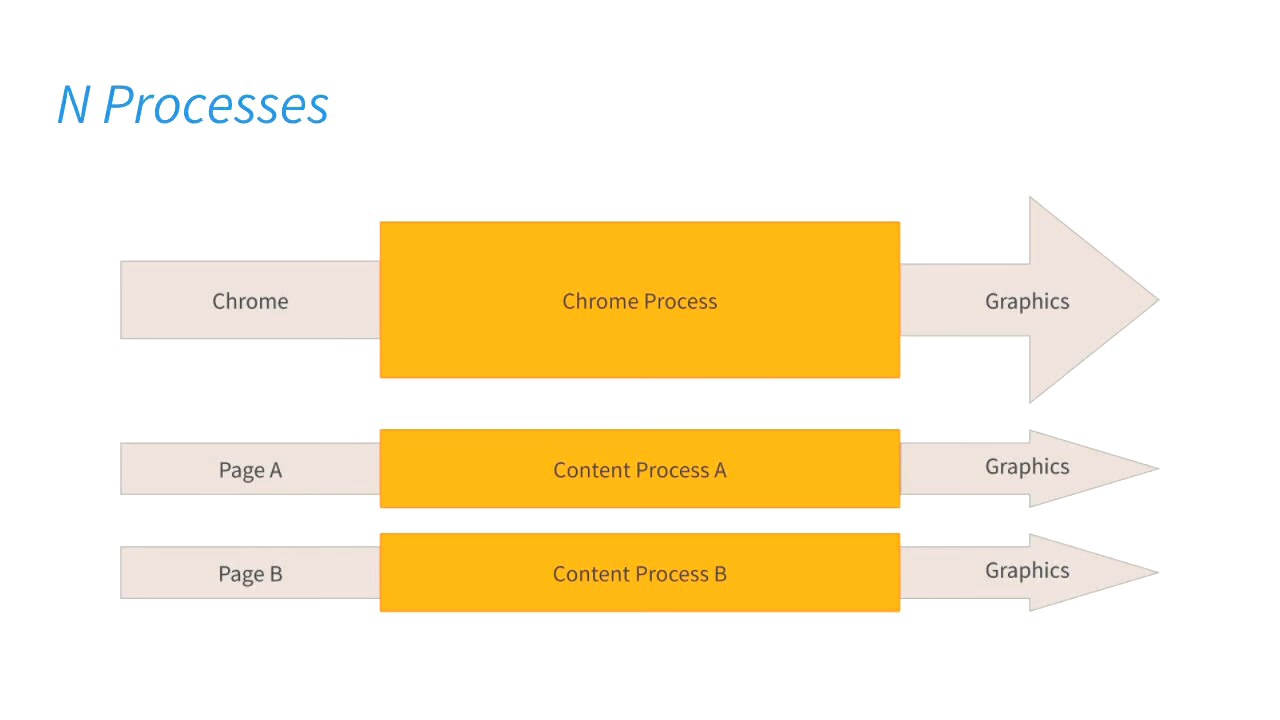 N Processes
Chrome
Chrome Process
Graphics
Page A
Content Process A
Graphics
Page B
Content Process B
Graphics